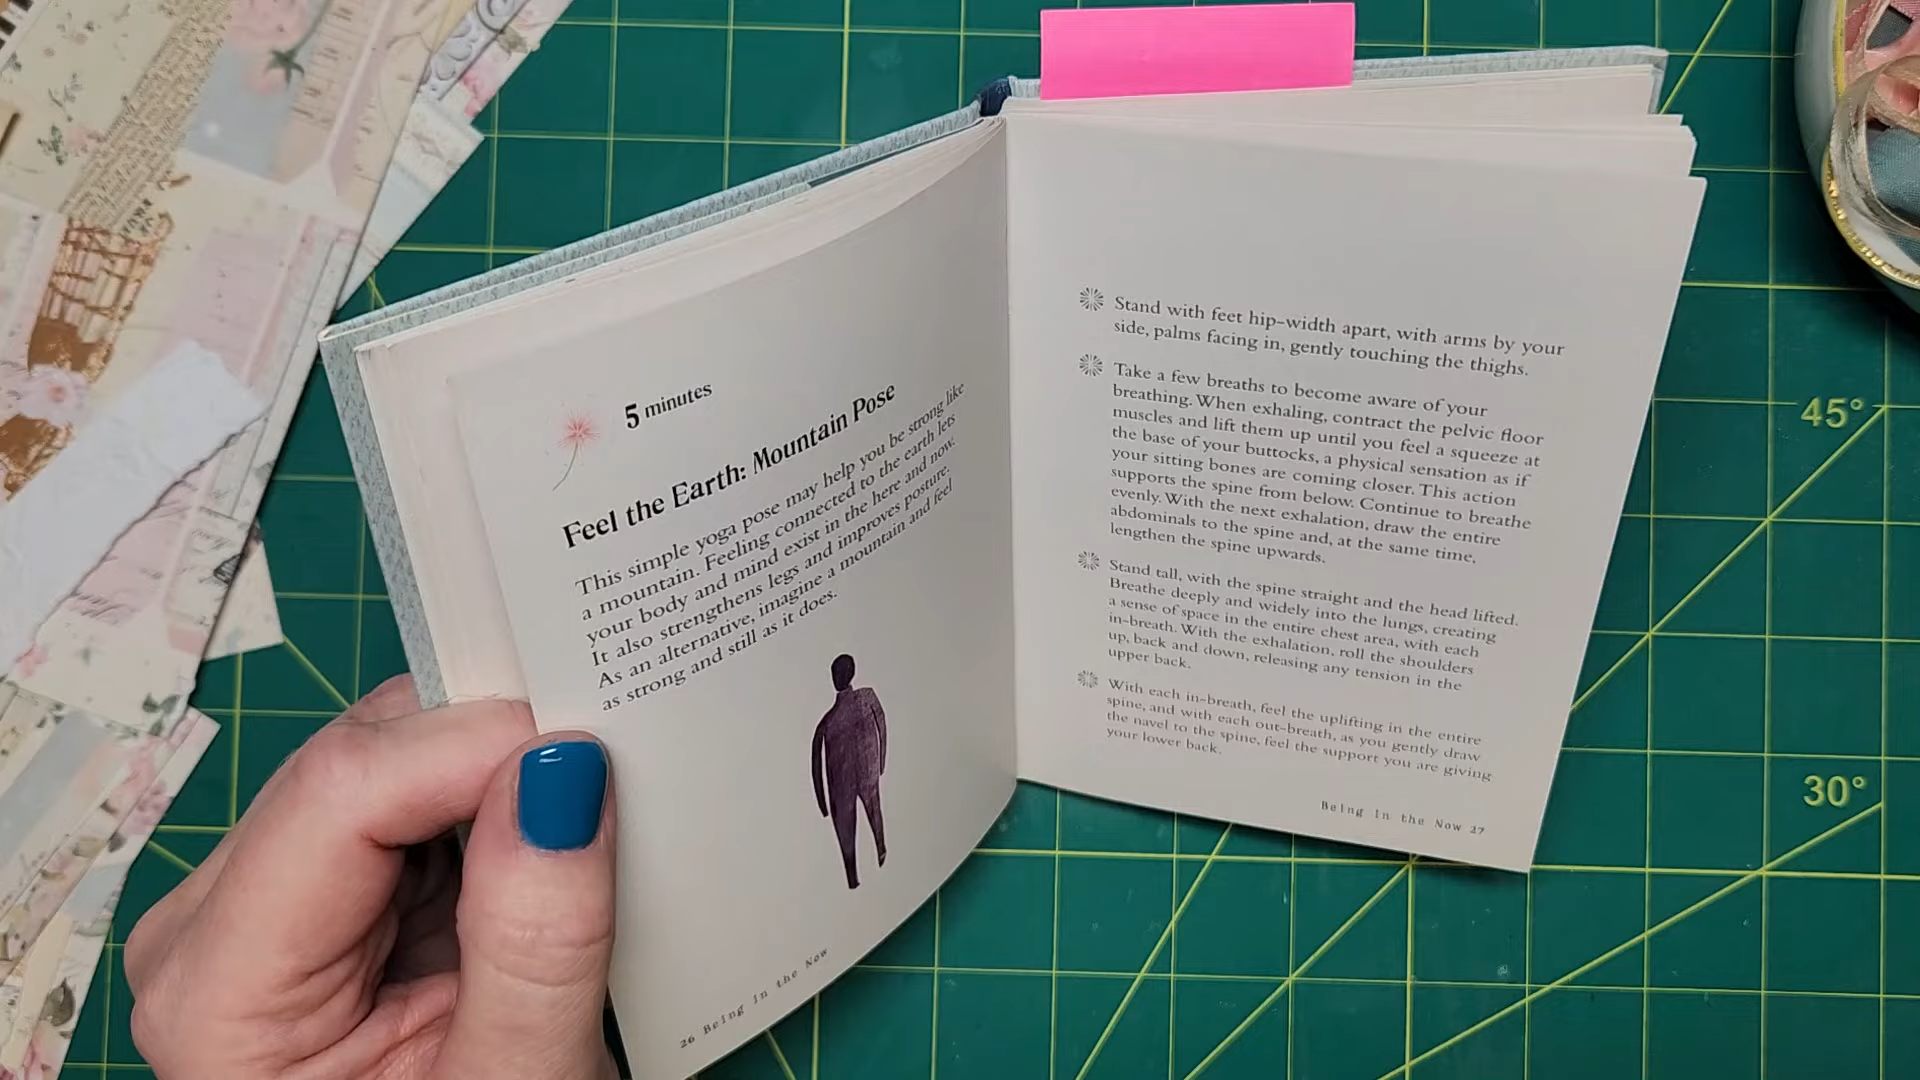 5 minutes
Feel the Earth: Mountain Pose
This simple yoga pose may help you be strong like
a mountain. Feeling connected to the earth lets
your body and mind exist in the here and now.
It also strengthens legs and improves posture.
As an alternative, imagine a mountain and feel
as strong and still as it does.
26 Being in the Now
Stand with feet hip-width apart, with arms by your
side, palms facing in, gently touching the thighs.
Take a few breaths to become aware of your
breathing. When exhaling, contract the pelvic floor
muscles and lift them up until you feel a squeeze at
the base of your buttocks, a physical sensation as if
your sitting bones are coming closer. This action
supports the spine from below. Continue to breathe
evenly. With the next exhalation, draw the entire
abdominals to the spine and, at the same time,
lengthen the spine upwards.
Stand tall, with the spine straight and the head lifted.
Breathe deeply and widely into the lungs, creating
a sense of space in the entire chest area, with each
in-breath. With the exhalation, roll the shoulders
up, back and down, releasing any tension in the
upper back.
With each in-breath, feel the uplifting in the entire
spine, and with each out-breath, as you gently draw
the navel to the spine, feel the support you are giving
your lower back.
Being in the Now 27
45°
30°